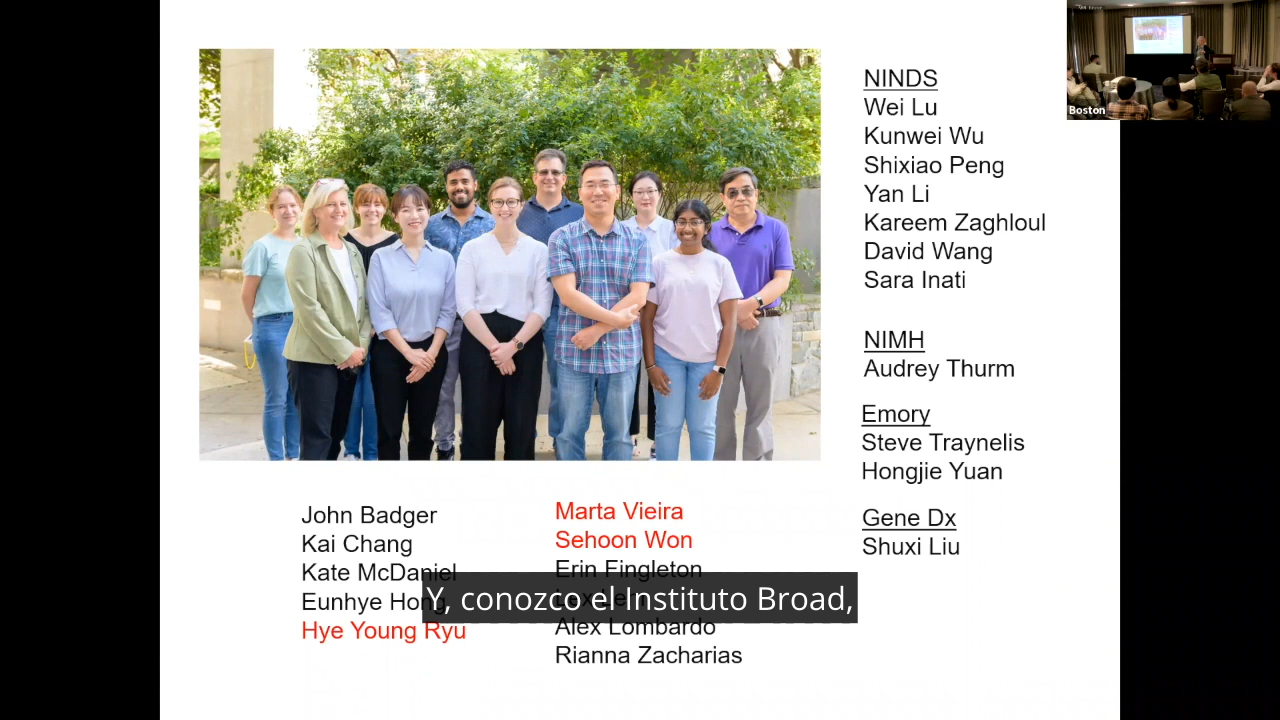 John Badger
Kai Chang
Kate McDaniel
Eunhye Hong
Hye Young Ryu
Marta Vieira
Sehoon Won
Erin Fingleton
Y, conozco el Instituto Broad,
Alex Lombardo
Rianna Zacharias
NINDS
Wei Lu
Kunwei Wu
Shixiao Peng
Yan Li
Kareem Zaghloul
David Wang
Sara Inati
NIMH
Audrey Thurm
Emory
Steve Traynelis
Hongjie Yuan
Gene Dx
Shuxi Liu
Boston